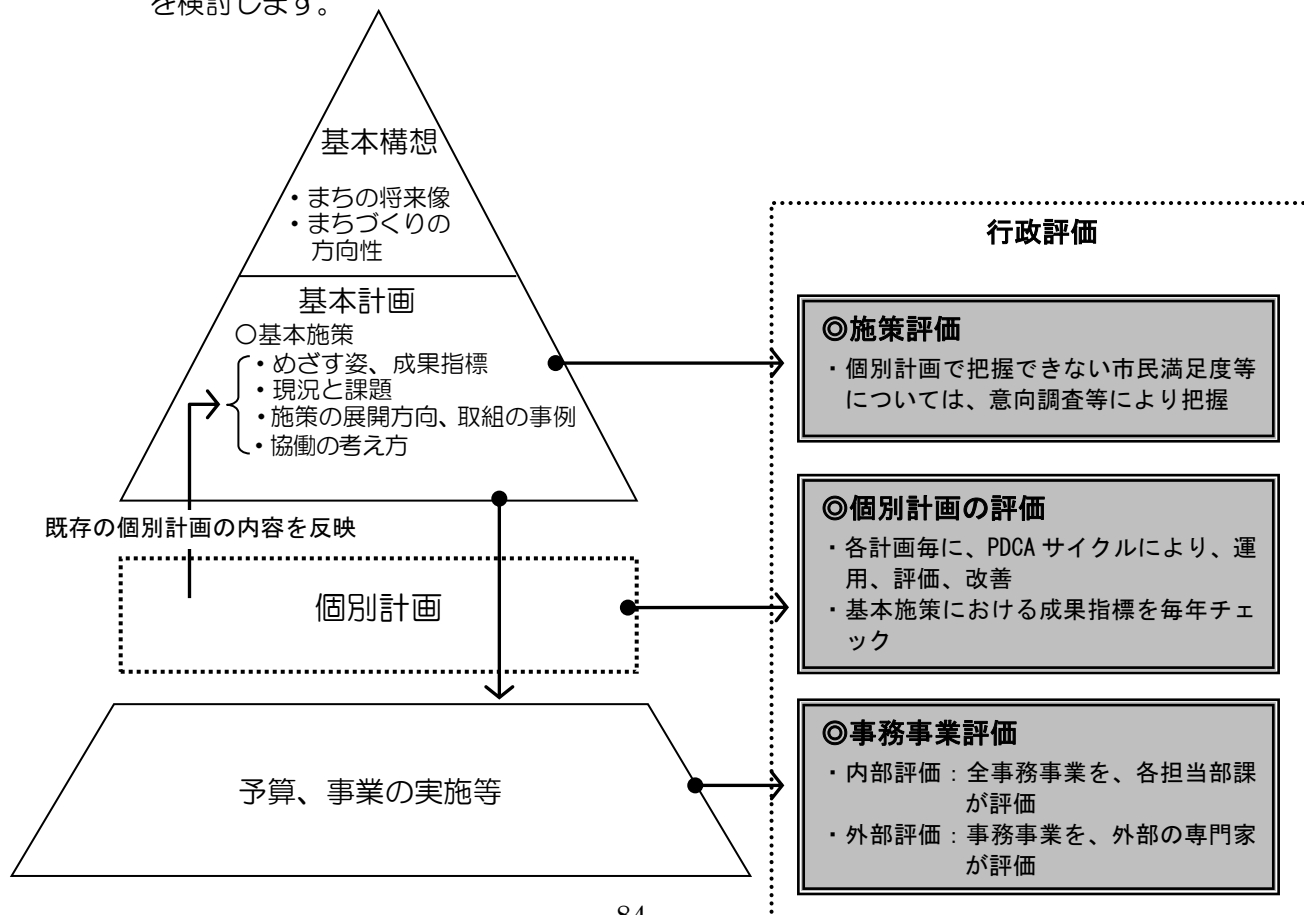 を検討します。
基本構想
・まちの将来像
・まちづくりの
方向性
基本計画
○基本施策
・めざす姿、成果指標
・現況と課題
・施策の展開方向、取組の事例
・協働の考え方
既存の個別計画の内容を反映
個別計画
予算、事業の実施等
行政評価
◎施策評価
・個別計画で把握できない市民満足度等
については、意向調査等により把握
◎個別計画の評価
・各計画毎に、PDCA サイクルにより、運
用、評価、改善
・基本施策における成果指標を毎年チェ
ック
◎事務事業評価
・内部評価：全事務事業を、各担当部課
が評価
・外部評価：事務事業を、外部の専門家
が評価
84